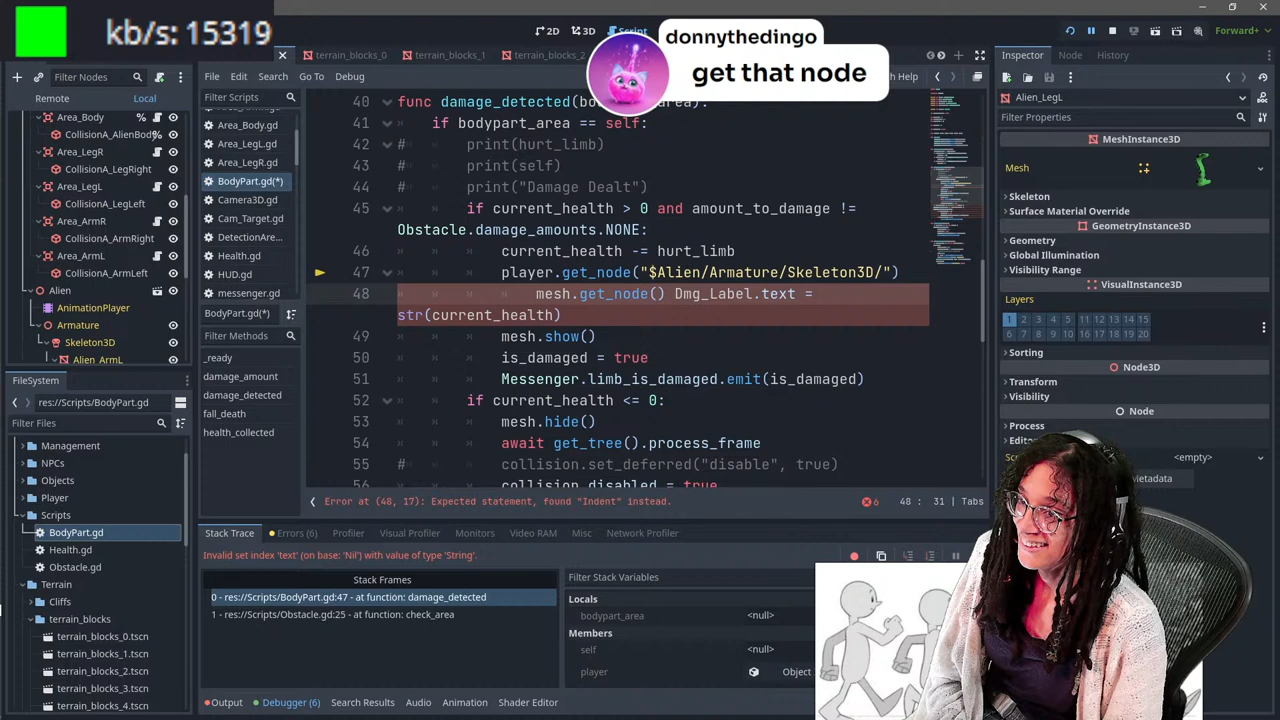 kb/s: 15319
donnythedingo
get that node
2D
3D
Script
Forward+
Filter Nodes
Remote
Local
Area_Body
CollisionA_AlienBod
Area_LegR
CollisionA_LegRight
Area_LegL
CollisionA_LegLeft
Area_ArmR
CollisionA_ArmRight
Area_ArmL
CollisionA_ArmLeft
Alien
AnimationPlayer
Armature
Skeleton3D
Alien_ArmL
FileSystem
res://Scripts/BodyPart.gd
Filter Files
Management
NPCs
Objects
Player
Scripts
BodyPart.gd
Health.gd
Obstacle.gd
Terrain
Cliffs
terrain_blocks
terrain_blocks_0.tscn
terrain_blocks_1.tscn
terrain_blocks_2.tscn
terrain_blocks_3.tscn
terrain_blocks_4.tscn
terrain_blocks_0
terrain_blocks_1
terrain_blocks_2
File Edit Search Go To Debug
Help
Filter Scripts
Area_Body.gd
Area_LegL.gd
Area_LegR.gd
BodyPart.gd(*)
Camera3D.gd
Cam_Target.gd
DetectionArea...
Health.gd
HUD.gd
messenger.gd
BodyPart.gd(*)
Filter Methods
_ready
damage_amount
damage_detected
fall_death
health_collected
40 func damage_detected(
41 if bodypart_area == self:
42 # print(hurt_limb)
43 # print(self)
44 # print("Damage Dealt")
45 if current_health > 0 and amount_to_damage !=
Obstacle.damage_amounts.NONE:
46 current_health -= hurt_limb
47 player.get_node("$Alien/Armature/Skeleton3D/")
48 mesh.get_node() Dmg_Label.text =
str(current_health)
49 mesh.show()
50 is_damaged = true
51 Messenger.limb_is_damaged.emit(is_damaged)
52 if current_health <= 0:
53 mesh.hide()
54 await get_tree().process_frame
55 # collision.set_deferred("disable", true)
56 collision.disabled = true
Error at (48, 17): Expected statement, found "Indent" instead.
6
48 : 31 | Tabs
Stack Trace
Errors (6)
Profiler
Visual Profiler
Monitors
Video RAM
Misc
Network Profiler
Invalid set index 'text' (on base: 'Nil') with value of type 'String'.
Stack Frames
0 - res://Scripts/BodyPart.gd:47 - at function: damage_detected
1 - res://Scripts/Obstacle.gd:25 - at function: check_area
Filter Stack Variables
Locals
bodypart_area
<null>
Members
self
<null>
player
Object
Output
Debugger (6)
Search Results
Audio
Animation
Shader Editor
Inspector
Node
History
Alien_LegL
Filter Properties
MeshInstance3D
Mesh
Skeleton
Surface Material Override
GeometryInstance3D
Geometry
Global Illumination
Visibility Range
VisualInstance3D
Layers
1 2 3 4 5 11 12 13 14 15
6 7 8 9 10 16 17 18 19 20
Sorting
Node3D
Transform
Visibility
Node
Process
<empty>
Metadata